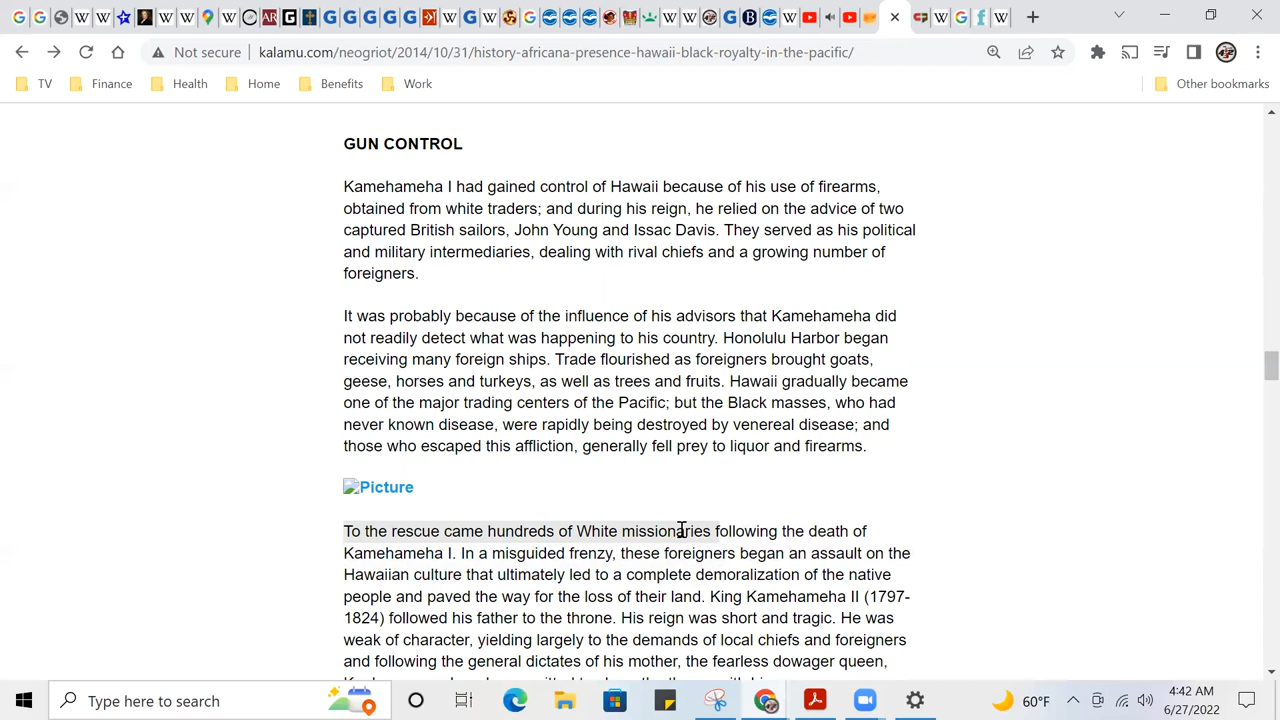 Not secure
kalamu.com/neogriot/2014/10/31/history-africana-presence-hawaii-black-royalty-in-the-pacific/
TV Finance Health Home Benefits Work Other bookmarks
GUN CONTROL
Kamehameha I had gained control of Hawaii because of his use of firearms,
obtained from white traders; and during his reign, he relied on the advice of two
captured British sailors, John Young and Issac Davis. They served as his political
and military intermediaries, dealing with rival chiefs and a growing number of
foreigners.
It was probably because of the influence of his advisors that Kamehameha did
not readily detect what was happening to his country. Honolulu Harbor began
receiving many foreign ships. Trade flourished as foreigners brought goats,
geese, horses and turkeys, as well as trees and fruits. Hawaii gradually became
one of the major trading centers of the Pacific; but the Black masses, who had
never known disease, were rapidly being destroyed by venereal disease; and
those who escaped this affliction, generally fell prey to liquor and firearms.
Picture
To the rescue came hundreds of White missionaries following the death of
Kamehameha I. In a misguided frenzy, these foreigners began an assault on the
Hawaiian culture that ultimately led to a complete demoralization of the native
people and paved the way for the loss of their land. King Kamehameha II (1797-
1824) followed his father to the throne. His reign was short and tragic. He was
weak of character, yielding largely to the demands of local chiefs and foreigners
and following the general dictates of his mother, the fearless dowager queen,
Type here to search
60°F
4:42 AM
6/27/2022